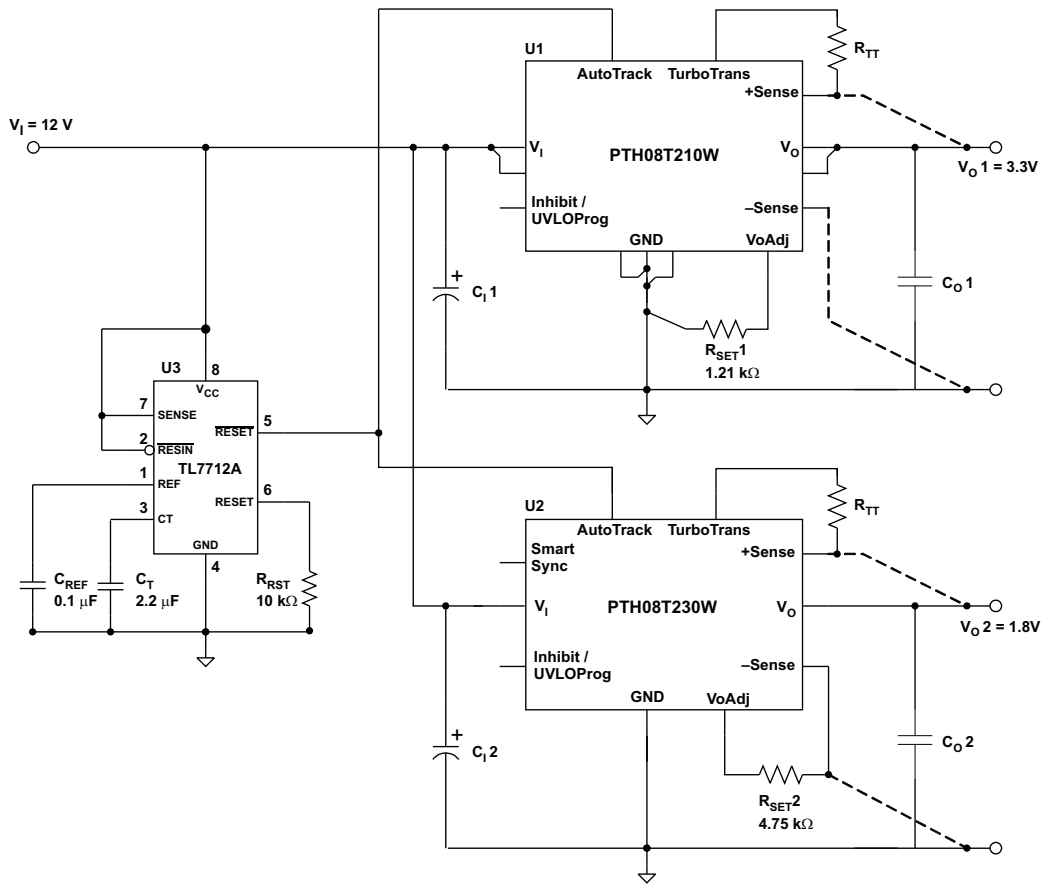 U1
AutoTrack TurboTrans
R_TT
+Sense
V_I = 12 V
V_I
PTH08T210W
V_O
V_O 1 = 3.3V
Inhibit /
UVLOProg
–Sense
GND
VoAdj
+
C_I 1
C_O 1
R_SET 1
1.21 kΩ
U3
8
V_CC
7
SENSE
5
RESET
2
RESIN
TL7712A
1
REF
6
RESET
3
CT
GND
4
C_REF
0.1 μF
C_T
2.2 μF
R_RST
10 kΩ
U2
AutoTrack TurboTrans
R_TT
Smart
Sync
+Sense
V_I
PTH08T230W
V_O
V_O 2 = 1.8V
Inhibit /
UVLOProg
–Sense
GND
VoAdj
+
C_I 2
C_O 2
R_SET 2
4.75 kΩ